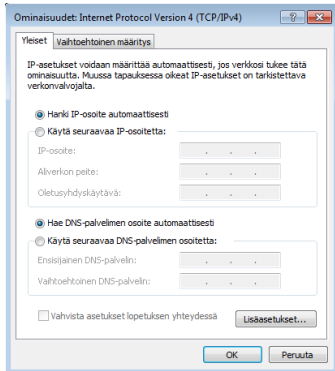 Ominaisuudet: Internet Protocol Version 4 (TCP/IPv4)
Yleiset Vaihtoehtoinen määritys
IP-asetukset voidaan määrittää automaattisesti, jos verkkosi tukee tätä
ominaisuutta. Muussa tapauksessa oikeat IP-asetukset on tarkistettava
verkonvalvojalta.
Hanki IP-osoite automaattisesti
Käytä seuraavaa IP-osoitetta:
IP-osoite:
Aliverkon peite:
Oletusyhdyskäytävä:
Hae DNS-palvelimen osoite automaattisesti
Käytä seuraavaa DNS-palvelimen osoitetta:
Ensisijainen DNS-palvelin:
Vaihtoehtoinen DNS-palvelin:
Vahvista asetukset lopetuksen yhteydessä
Lisäasetukset...
OK Peruuta